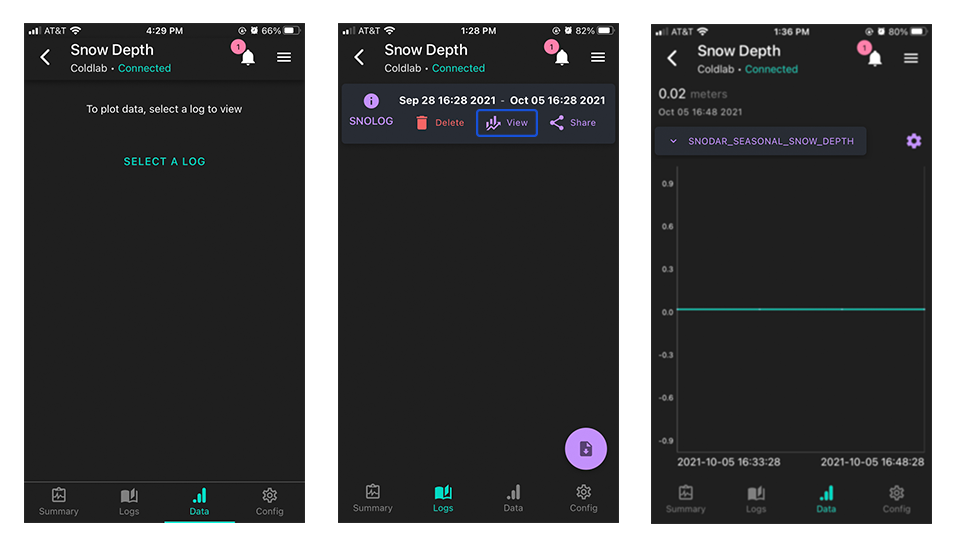 AT&T 4:29 PM 66%
Snow Depth
1
Coldlab • Connected
To plot data, select a log to view
SELECT A LOG
Summary Logs Data Config
AT&T 1:28 PM 82%
Snow Depth
1
Coldlab • Connected
Sep 28 16:28 2021 - Oct 05 16:28 2021
SNOLOG Delete View Share
Summary Logs Data Config
AT&T 1:36 PM 80%
Snow Depth
1
Coldlab • Connected
0.02 meters
Oct 05 16:48 2021
SNODAR_SEASONAL_SNOW_DEPTH
0.9
0.6
0.3
0.0
-0.3
-0.6
-0.9
2021-10-05 16:33:28 2021-10-05 16:48:28
Summary Logs Data Config